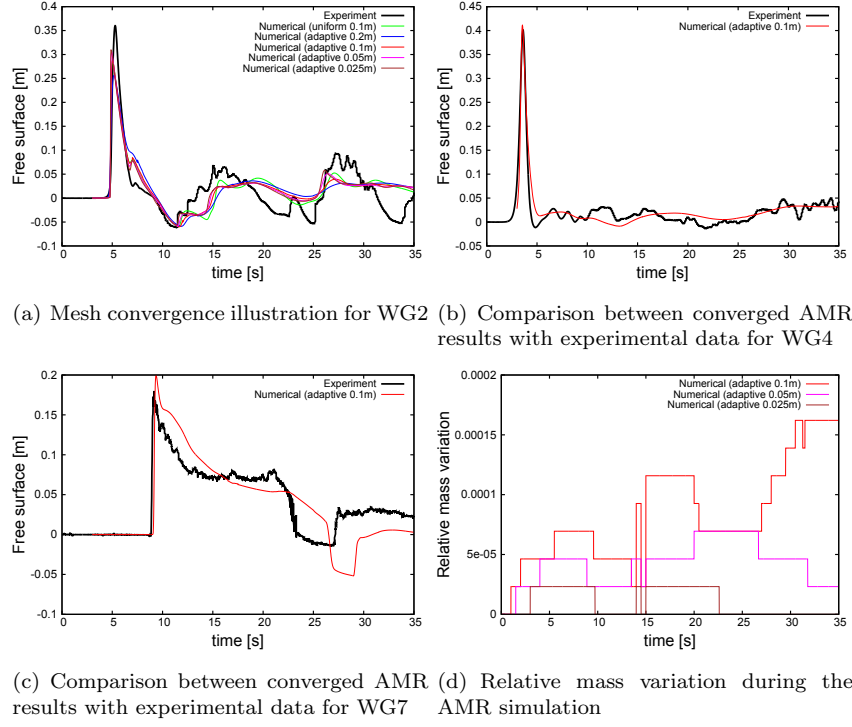 Experiment
Numerical (uniform 0.1m)
Numerical (adaptive 0.2m)
Numerical (adaptive 0.1m)
Numerical (adaptive 0.05m)
Numerical (adaptive 0.025m)
Free surface [m]
0.4
0.35
0.3
0.25
0.2
0.15
0.1
0.05
0
-0.05
-0.1
0 5 10 15 20 25 30 35
time [s]
(a) Mesh convergence illustration for WG2
Experiment
Numerical (adaptive 0.1m)
Free surface [m]
0.45
0.4
0.35
0.3
0.25
0.2
0.15
0.1
0.05
0
-0.05
0 5 10 15 20 25 30 35
time [s]
(b) Comparison between converged AMR
results with experimental data for WG4
Experiment
Numerical (adaptive 0.1m)
Free surface [m]
0.2
0.15
0.1
0.05
0
-0.05
-0.1
0 5 10 15 20 25 30 35
time [s]
(c) Comparison between converged AMR
results with experimental data for WG7
Numerical (adaptive 0.1m)
Numerical (adaptive 0.05m)
Numerical (adaptive 0.025m)
Relative mass variation
0.0002
0.00015
0.0001
5e-05
0
0 5 10 15 20 25 30 35
time [s]
(d) Relative mass variation during the
AMR simulation